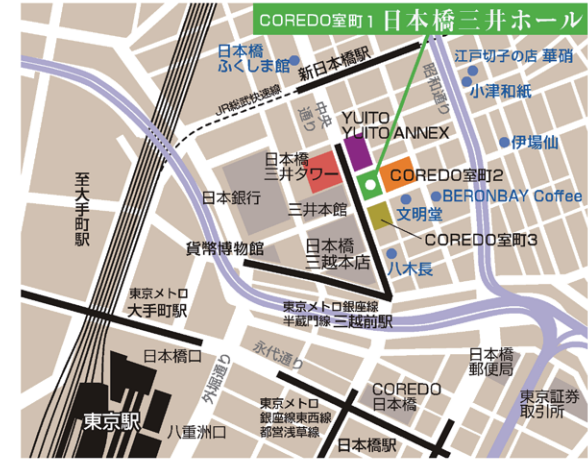 COREDO室町1 日本橋三井ホール
日本橋
ふくしま館
新日本橋駅
江戸切子の店 華硝
小津和紙
昭和通り
JR総武快速線
中央
通り
YUITO
YUITO ANNEX
伊場仙
日本橋
三井タワー
COREDO室町2
至大手町駅
日本銀行
BERONBAY Coffee
三井本館
文明堂
COREDO室町3
貨幣博物館
日本橋
三越本店
八木長
東京メトロ
大手町駅
東京メトロ銀座線
半蔵門線 三越前駅
日本橋口
永代通り
外堀通り
日本橋
郵便局
COREDO
日本橋
東京証券
取引所
東京メトロ
銀座線東西線
都営浅草線
東京駅
八重洲口
日本橋駅